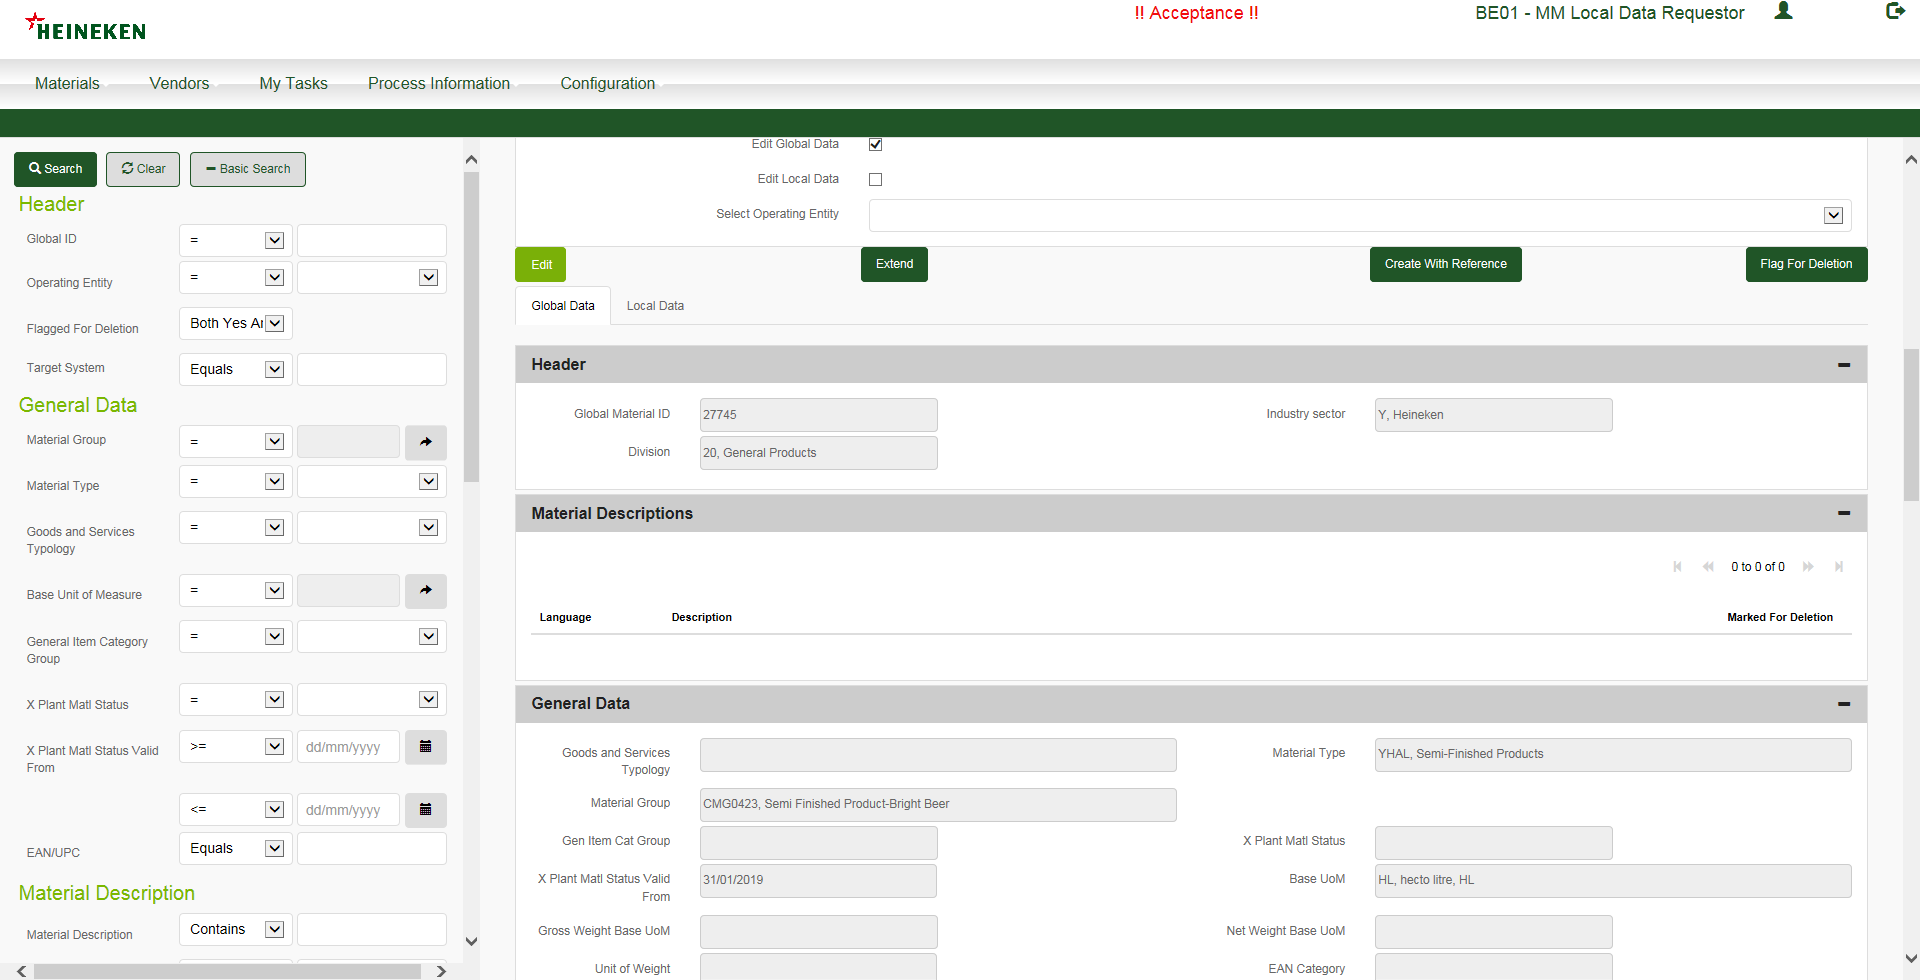 HEINEKEN
!! Acceptance !!
BE01 - MM Local Data Requestor
Materials
Vendors
My Tasks
Process Information
Configuration
Search
Clear
Basic Search
Header
Global ID
=
Operating Entity
=
Flagged For Deletion
Both Yes Ar
Target System
Equals
General Data
Material Group
=
Material Type
=
Goods and Services
Typology
=
Base Unit of Measure
=
General Item Category
Group
=
X Plant Matl Status
=
X Plant Matl Status Valid
From
>=
dd/mm/yyyy
<=
dd/mm/yyyy
EAN/UPC
Equals
Material Description
Material Description
Contains
Edit Global Data
Edit Local Data
Select Operating Entity
Edit
Extend
Create With Reference
Flag For Deletion
Global Data
Local Data
Header
Global Material ID
27745
Industry sector
Y, Heineken
Division
20, General Products
Material Descriptions
0 to 0 of 0
Language
Description
Marked For Deletion
General Data
Goods and Services
Typology
Material Type
YHAL, Semi-Finished Products
Material Group
CMG0423, Semi Finished Product-Bright Beer
Gen Item Cat Group
X Plant Matl Status
X Plant Matl Status Valid
From
31/01/2019
Base UoM
HL, hecto litre, HL
Gross Weight Base UoM
Net Weight Base UoM
Unit of Weight
EAN Category